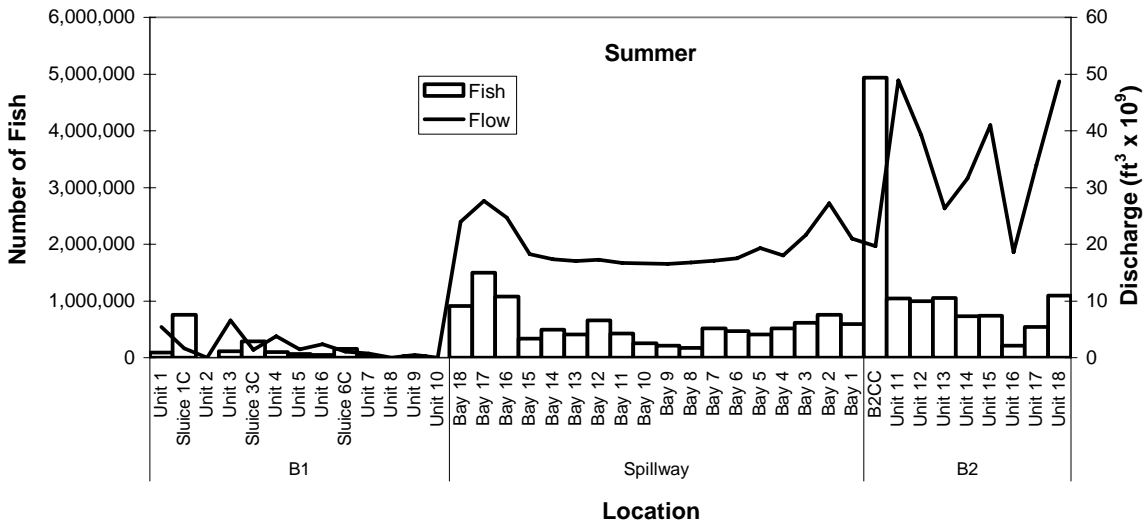 Summer
Fish
Flow
Number of Fish
6,000,000
5,000,000
4,000,000
3,000,000
2,000,000
1,000,000
0
60
50
40
30
20
10
0
Discharge (ft³ x 10⁹)
Unit 1
Sluice 1C
Unit 2
Unit 3
Sluice 3C
Unit 4
Unit 5
Unit 6
Sluice 6C
Unit 7
Unit 8
Unit 9
Unit 10
Bay 18
Bay 17
Bay 16
Bay 15
Bay 14
Bay 13
Bay 12
Bay 11
Bay 10
Bay 9
Bay 8
Bay 7
Bay 6
Bay 5
Bay 4
Bay 3
Bay 2
Bay 1
B2CC
Unit 11
Unit 12
Unit 13
Unit 14
Unit 15
Unit 16
Unit 17
Unit 18
B1
Spillway
B2
Location